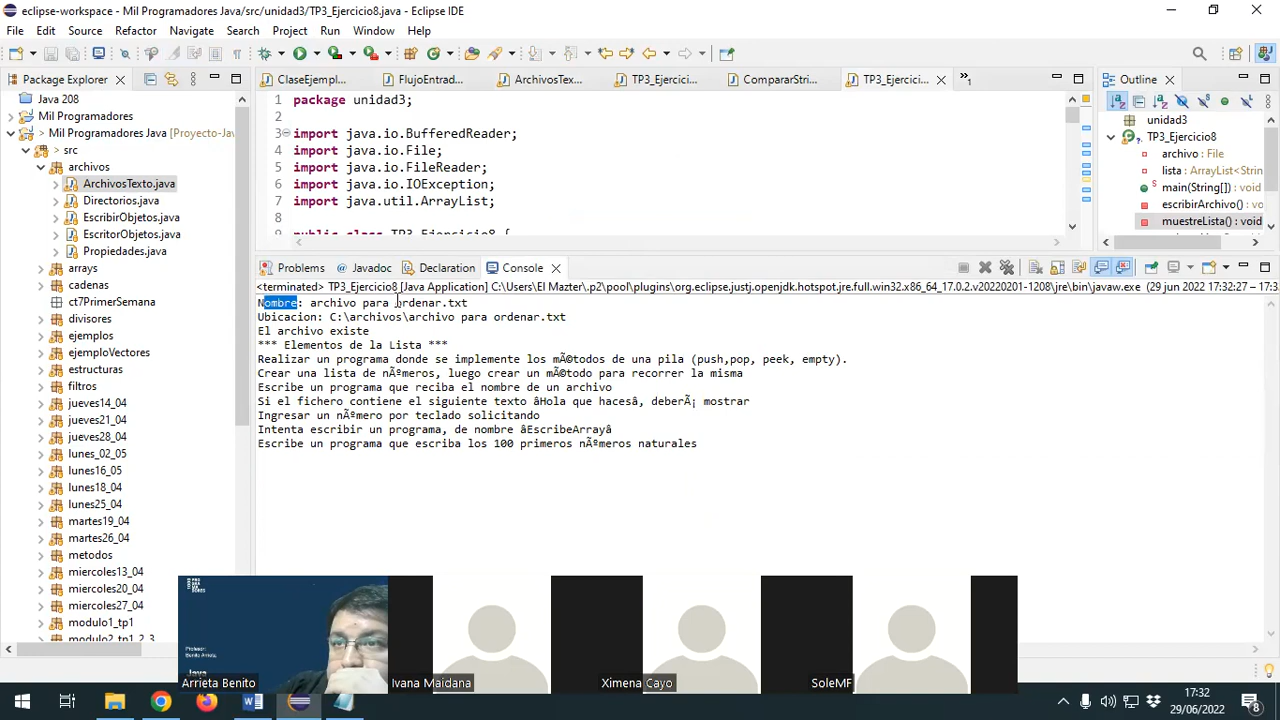 eclipse-workspace - Mil Programadores Java/src/unidad3/TP3_Ejercicio8.java - Eclipse IDE
File Edit Source Refactor Navigate Search Project Run Window Help
Package Explorer
Java 208
Mil Programadores
> Mil Programadores Java [Proyecto-Jav
> src
archivos
ArchivosTexto.java
Directorios.java
EscribirObjetos.java
EscritorObjetos.java
Propiedades.java
arrays
cadenas
ct7PrimerSemana
divisores
ejemplos
ejemploVectores
estructuras
filtros
jueves14_04
jueves21_04
jueves28_04
lunes_02_05
lunes16_05
lunes18_04
lunes25_04
martes19_04
martes26_04
metodos
miercoles13_04
miercoles20_04
miercoles27_04
modulo1_tp1
modulo2_tp1_2_3
ClaseEjempl... FlujoEntrad... ArchivosTex... TP3_Ejercici... CompararStri... TP3_Ejercici... »1
1 package unidad3;
2
3 import java.io.BufferedReader;
4 import java.io.File;
5 import java.io.FileReader;
6 import java.io.IOException;
7 import java.util.ArrayList;
8
9 public class TP3_Ejercicio8 {
Outline
unidad3
TP3_Ejercicio8
archivo : File
lista : ArrayList<String
main(String[]) : void
escribirArchivo() : void
muestreLista() : void
Problems Javadoc Declaration Console
<terminated> TP3_Ejercicio8 [Java Application] C:\Users\El Mazter\.p2\pool\plugins\org.eclipse.justj.openjdk.hotspot.jre.full.win32.x86_64_17.0.2.v20220201-1208\jre\bin\javaw.exe (29 jun 2022 17:32:27 – 17:3
Nombre: archivo para ordenar.txt
Ubicacion: C:\archivos\archivo para ordenar.txt
El archivo existe
*** Elementos de la Lista ***
Realizar un programa donde se implemente los mÃ©todos de una pila (push,pop, peek, empty).
Crear una lista de nÃºmeros, luego crear un mÃ©todo para recorrer la misma
Escribe un programa que reciba el nombre de un archivo
Si el fichero contiene el siguiente texto âHola que hacesâ, deberÃ¡ mostrar
Ingresar un nÃºmero por teclado solicitando
Intenta escribir un programa, de nombre âEscribeArrayâ
Escribe un programa que escriba los 100 primeros nÃºmeros naturales
Profesor:
Benito Arrieta
Java
Arrieta Benito
Ivana Maidana
Ximena Cayo
SoleMF
17:32
29/06/2022
8